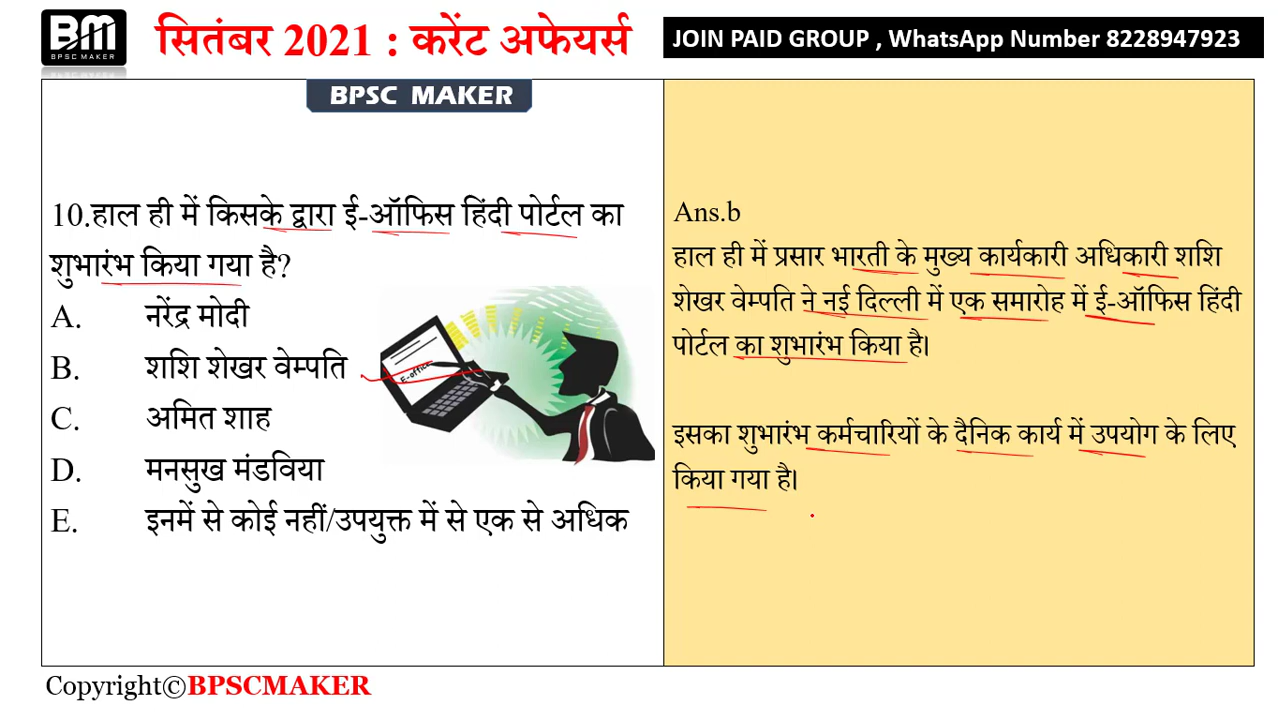 BM
BPSC MAKER
सितंबर 2021 : करेंट अफेयर्स
JOIN PAID GROUP , WhatsApp Number 8228947923
BPSC MAKER
10.हाल ही में किसके द्वारा ई-ऑफिस हिंदी पोर्टल का
शुभारंभ किया गया है?
A. नरेंद्र मोदी
B. शशि शेखर वेम्पति
C. अमित शाह
D. मनसुख मंडविया
E. इनमें से कोई नहीं/उपयुक्त में से एक से अधिक
E-office
Ans.b
हाल ही में प्रसार भारती के मुख्य कार्यकारी अधिकारी शशि
शेखर वेम्पति ने नई दिल्ली में एक समारोह में ई-ऑफिस हिंदी
पोर्टल का शुभारंभ किया है।
इसका शुभारंभ कर्मचारियों के दैनिक कार्य में उपयोग के लिए
किया गया है।
Copyright©BPSCMAKER